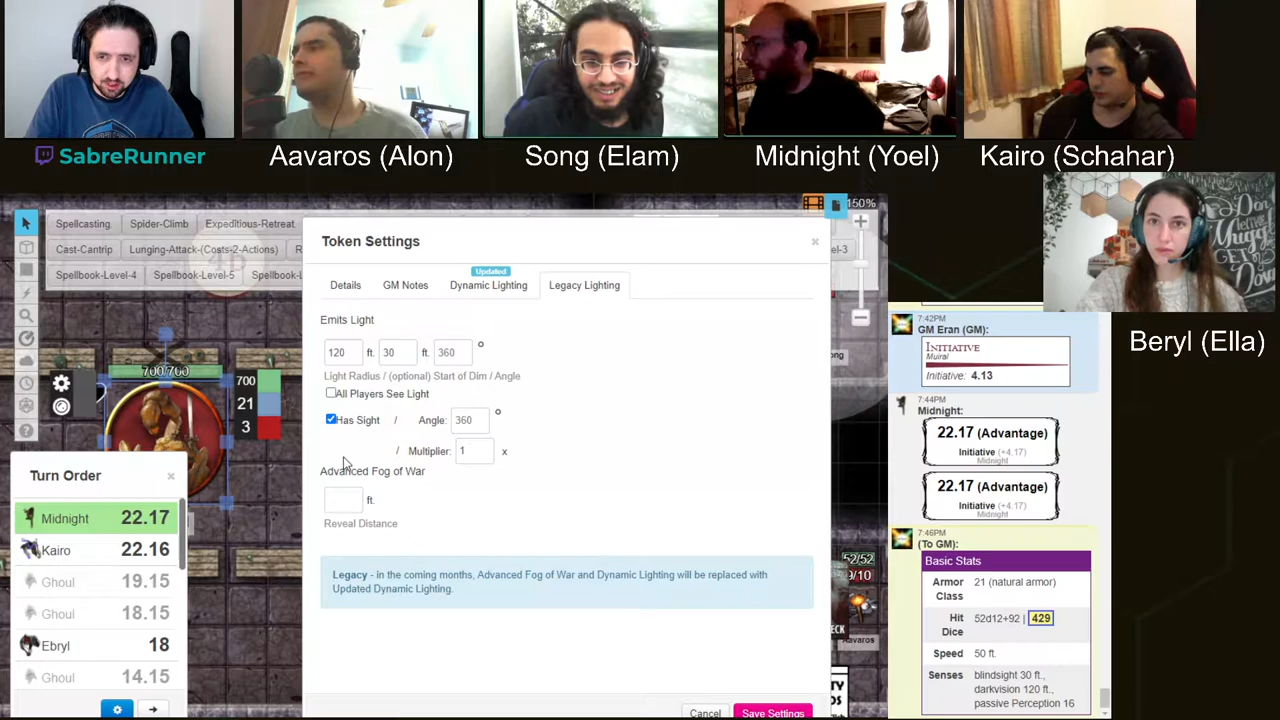 SabreRunner
Aavaros (Alon)
Song (Elam)
Midnight (Yoel)
Kairo (Schahar)
Beryl (Ella)
150%
Spellcasting.
Spider-Climb
Expeditious-Retreat
Cast-Cantrip
Lunging-Attack-(Costs-2-Actions)
Spellbook-Level-4
Spellbook-Level-5
700/760
700
21
3
Token Settings
×
Updated
Details
GM Notes
Dynamic Lighting
Legacy Lighting
Emits Light
120 ft. 30 ft. 360 °
Light Radius / (optional) Start of Dim / Angle
All Players See Light
Has Sight / Angle: 360 °
/ Multiplier: 1 x
Advanced Fog of War
ft.
Reveal Distance
Legacy - in the coming months, Advanced Fog of War and Dynamic Lighting will be replaced with
Updated Dynamic Lighting.
Cancel
Save Settings
Turn Order ×
Midnight 22.17
Kairo 22.16
Ghoul 19.15
Ghoul 18.15
Ebryl 18
Ghoul 14.15
52/52
Aavaros
7:42PM
GM Eran (GM):
Initiative
Muiral
Initiative: 4.13
7:44PM
Midnight:
22.17 (Advantage)
Initiative (+4.17)
Midnight
22.17 (Advantage)
Initiative (+4.17)
Midnight
7:46PM
(To GM):
Basic Stats
Armor Class 21 (natural armor)
Hit Dice 52d12+92 | 429
Speed 50 ft.
Senses blindsight 30 ft.,
darkvision 120 ft.,
passive Perception 16